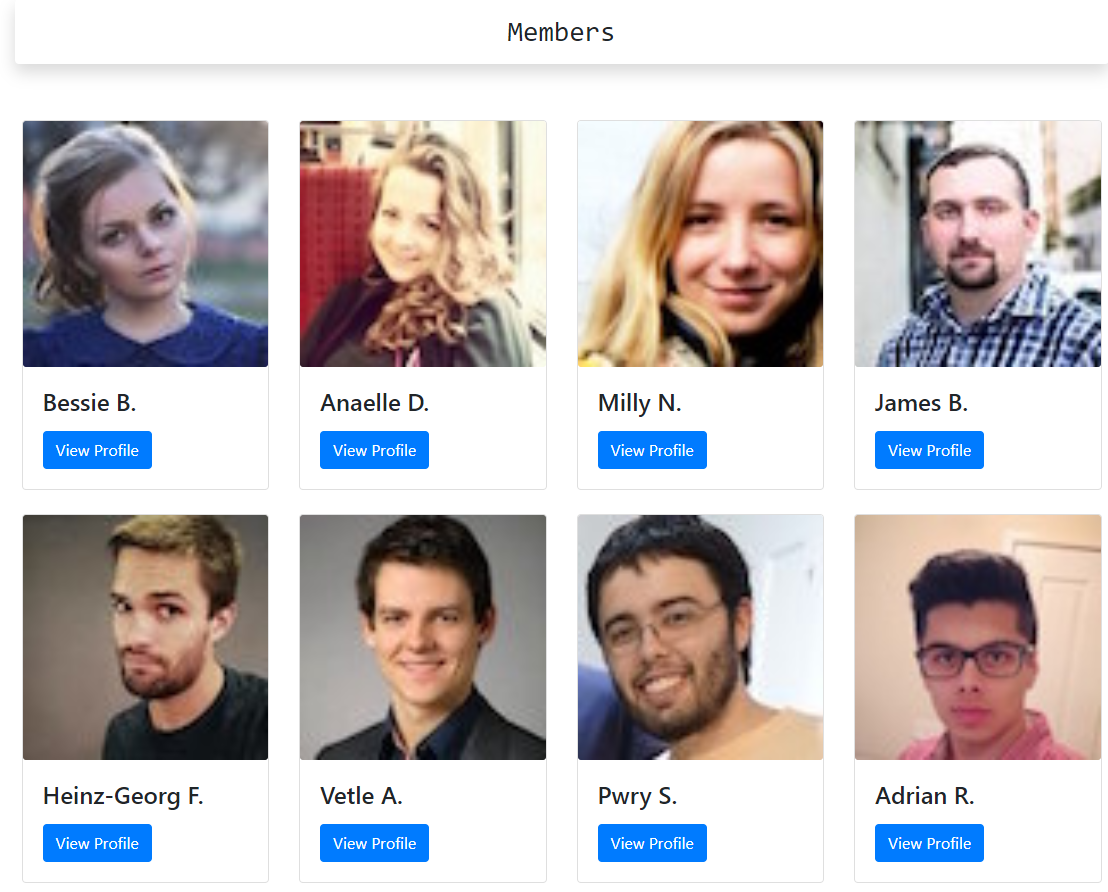 Members
Bessie B.
Anaelle D.
Milly N.
James B.
View Profile
View Profile
View Profile
View Profile
Heinz-Georg F.
Vetle A.
Pwry S.
Adrian R.
View Profile
View Profile
View Profile
View Profile